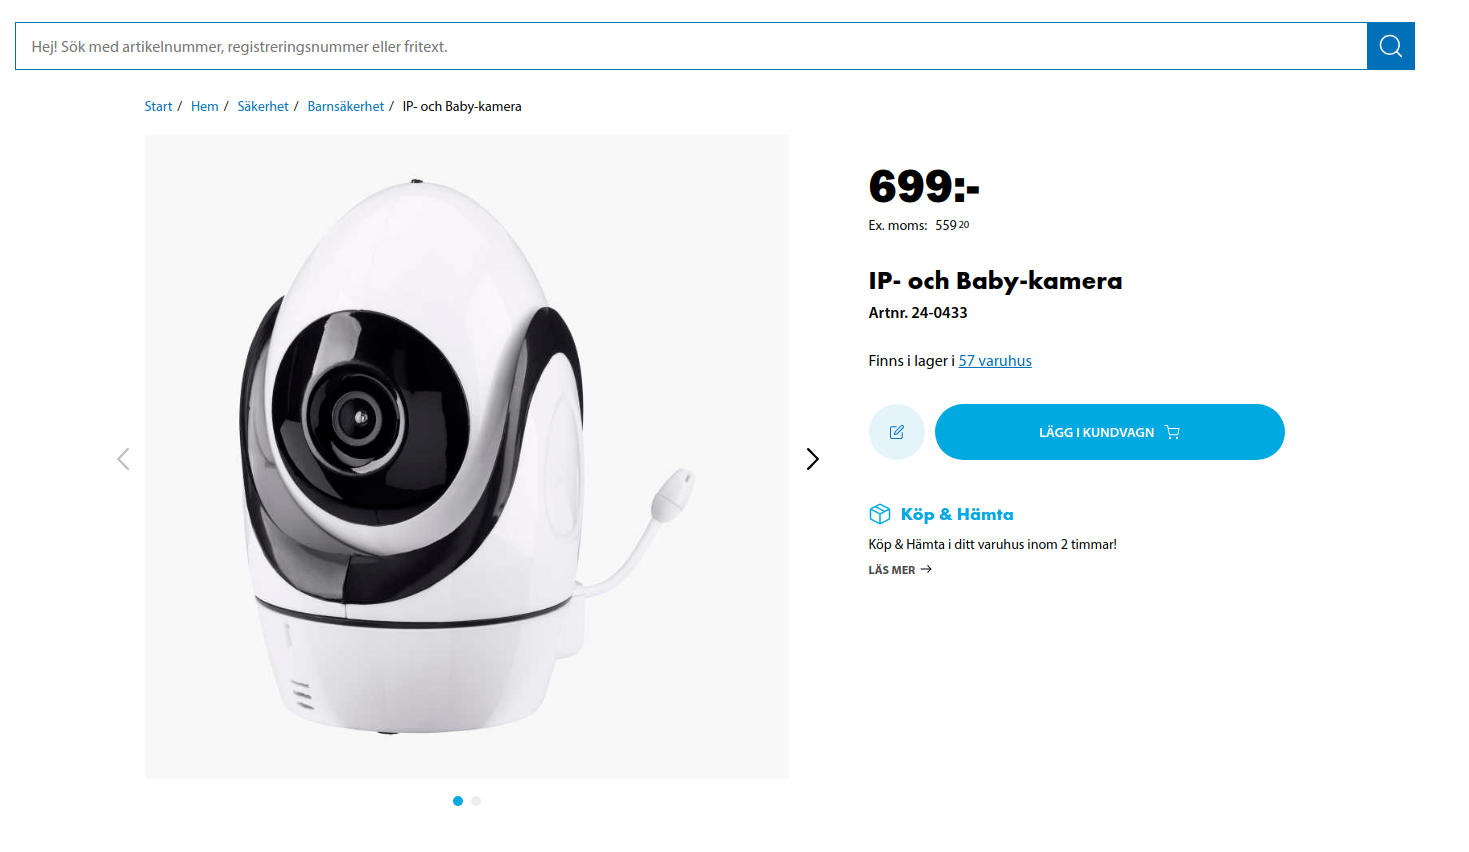 Hej! Sök med artikelnummer, registreringsnummer eller fritext.
Start / Hem / Säkerhet / Barnsäkerhet / IP- och Baby-kamera
699:-
Ex. moms: 559 20
IP- och Baby-kamera
Artnr. 24-0433
Finns i lager i 57 varuhus
LÄGG I KUNDVAGN
Köp & Hämta
Köp & Hämta i ditt varuhus inom 2 timmar!
LÄS MER